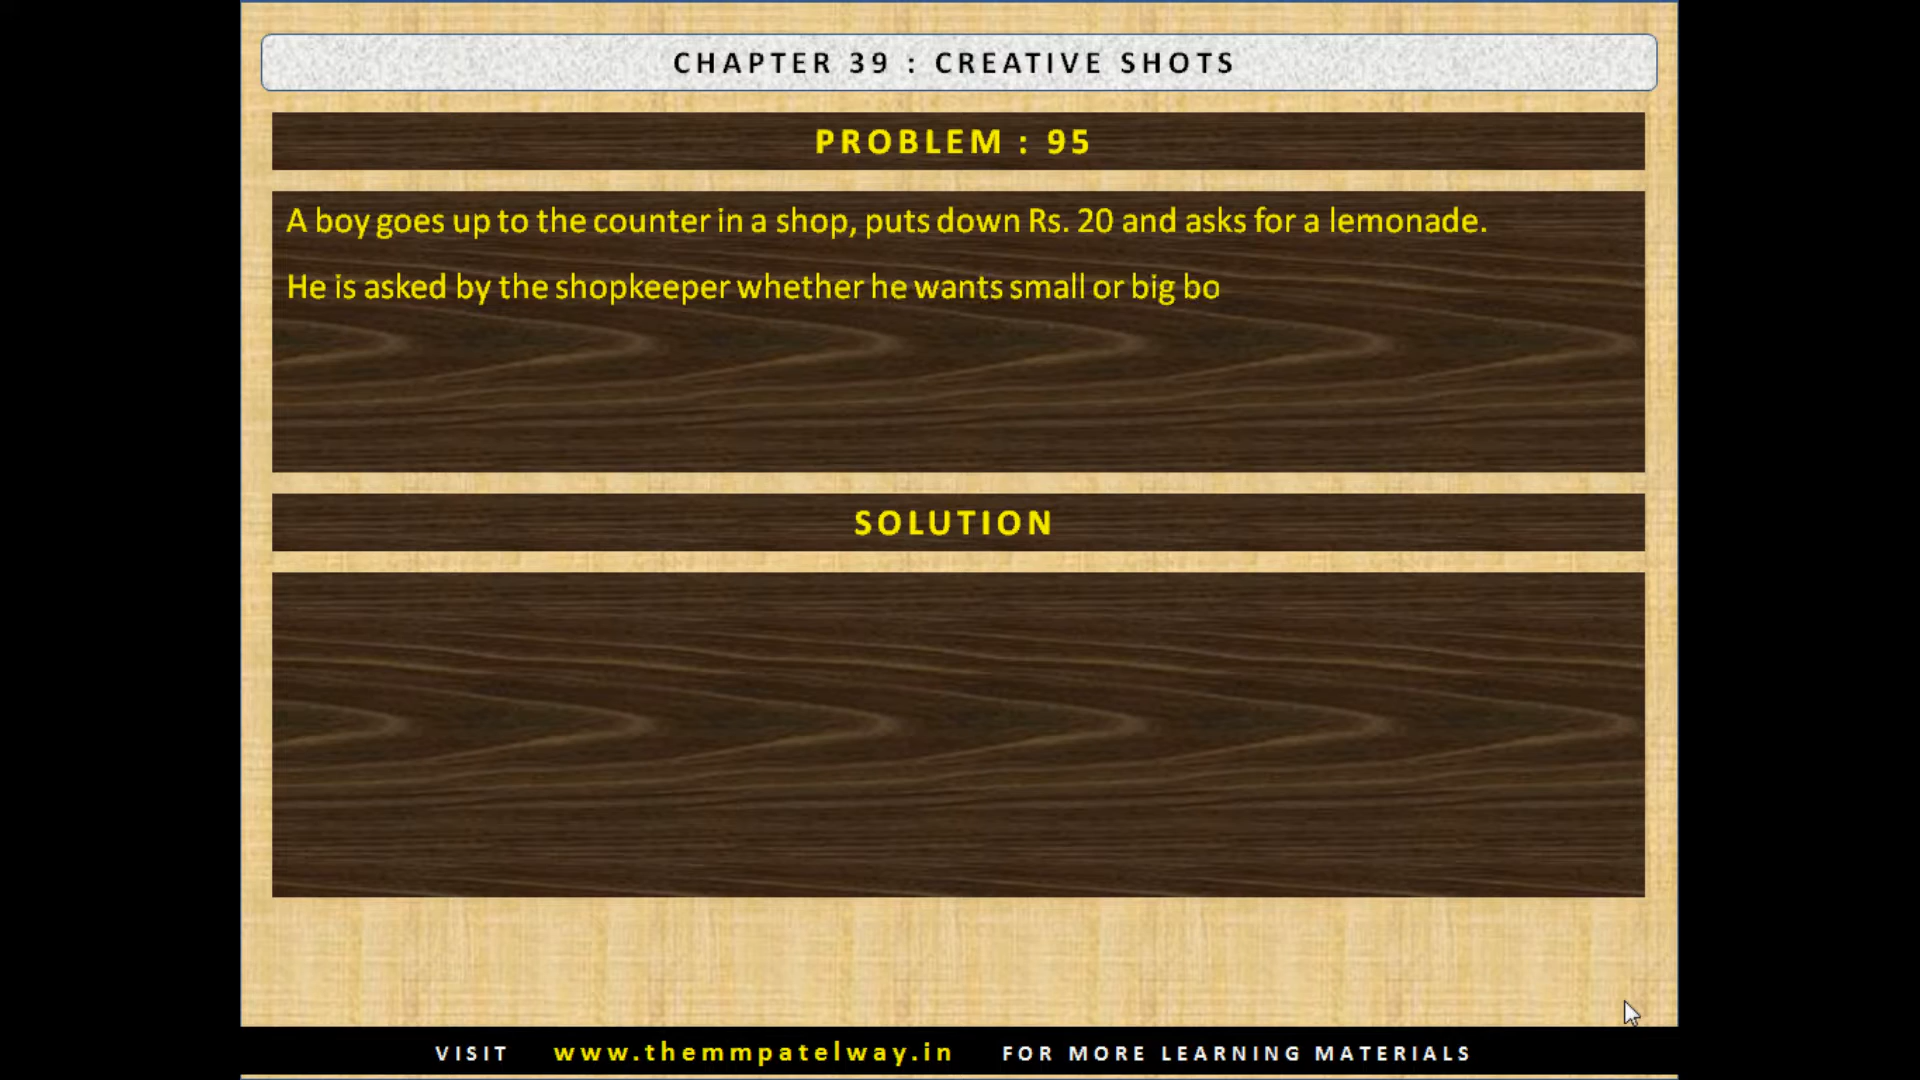 CHAPTER 39 : CREATIVE SHOTS
PROBLEM : 95
A boy goes up to the counter in a shop, puts down Rs. 20 and asks for a lemonade.
He is asked by the shopkeeper whether he wants small or big bo
SOLUTION
VISIT www.themmpatelway.in FOR MORE LEARNING MATERIALS